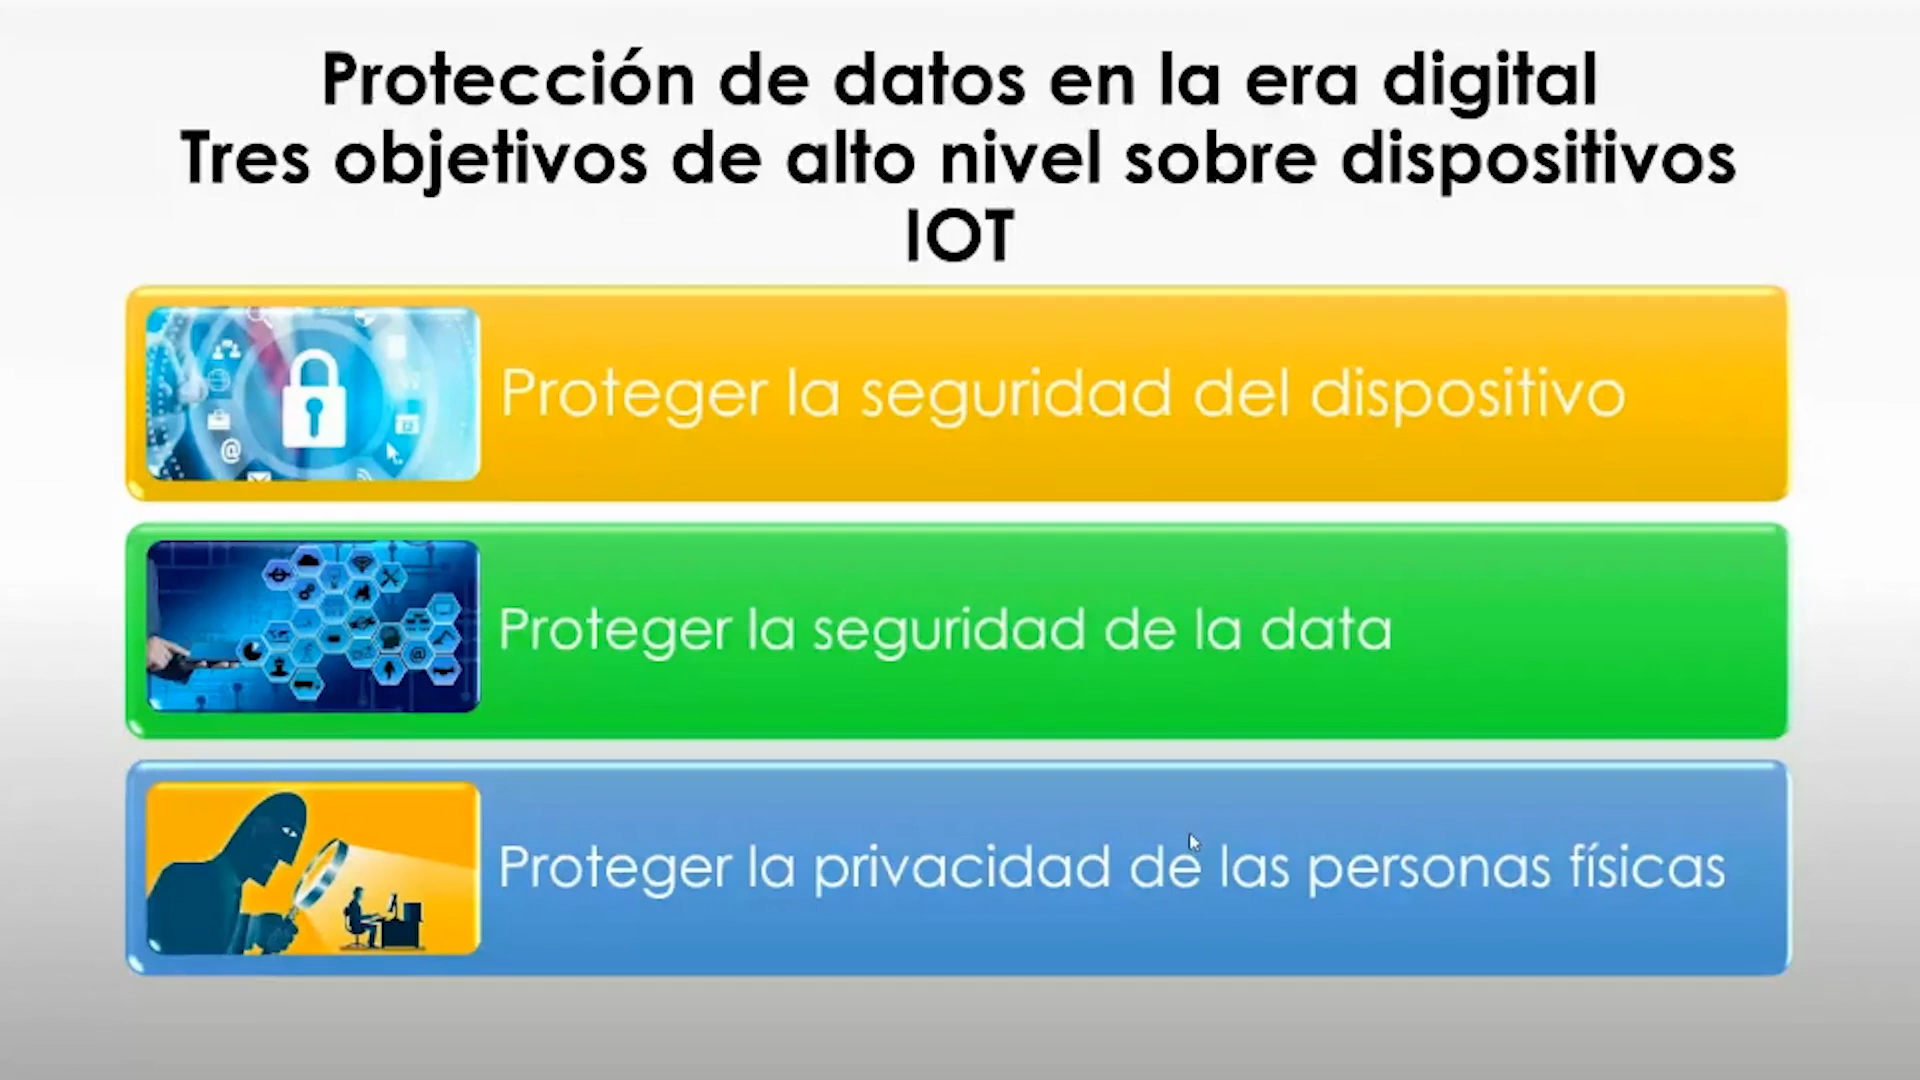 Protección de datos en la era digital
Tres objetivos de alto nivel sobre dispositivos
IOT
Proteger la seguridad del dispositivo
Proteger la seguridad de la data
Proteger la privacidad de las personas físicas